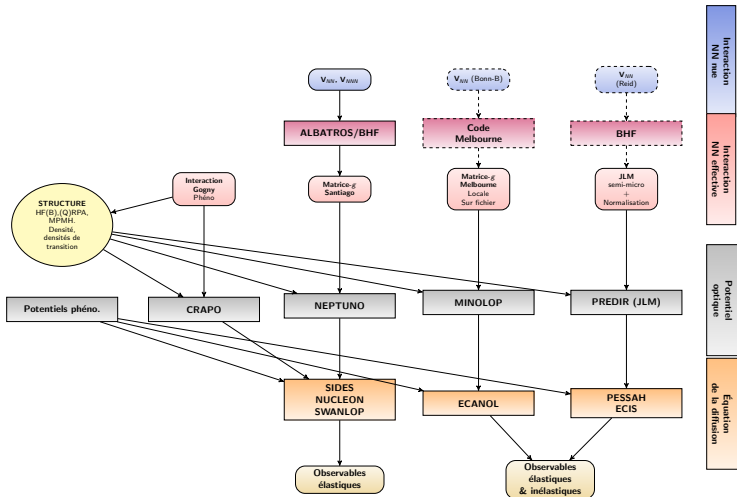 V_NN, V_NNN
V_NN (Bonn-B)
V_NN
(Reid)
Interaction
NN nue
ALBATROS/BHF
Code
Melbourne
BHF
Interaction
NN effective
STRUCTURE
HF(B),(Q)RPA,
MPMH.
Densité,
densités de
transition
Interaction
Gogny
Phéno
Matrice-g
Santiago
Matrice-g
Melbourne
Locale
Sur fichier
JLM
semi-micro
+
Normalisation
Potentiels phéno.
CRAPO
NEPTUNO
MINOLOP
PREDIR (JLM)
Potentiel
optique
SIDES
NUCLEON
SWANLOP
ECANOL
PESSAH
ECIS
Équation
de la diffusion
Observables
élastiques
Observables
élastiques
& inélastiques